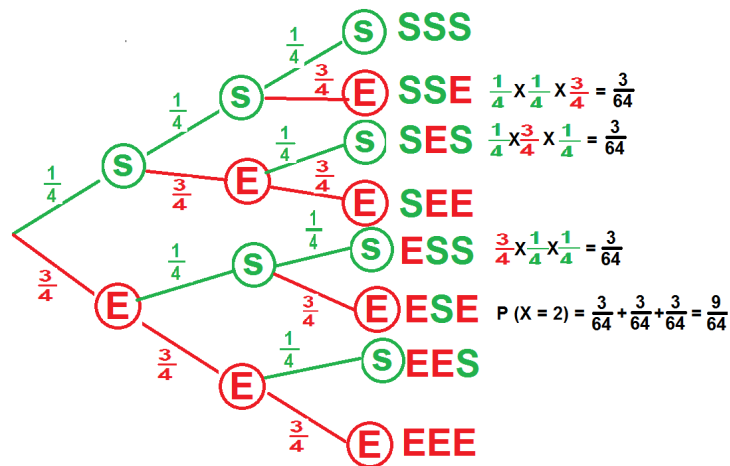 1/4 S SSS
1/4 S 3/4 E SSE 1/4 X 1/4 X 3/4 = 3/64
1/4 S 1/4 S SES 1/4 X 3/4 X 1/4 = 3/64
3/4 E 3/4 E SEE
1/4 S 1/4 S ESS 3/4 X 1/4 X 1/4 = 3/64
3/4 E 3/4 E ESE P (X = 2) = 3/64 + 3/64 + 3/64 = 9/64
3/4 E 1/4 S EES
3/4 E EEE